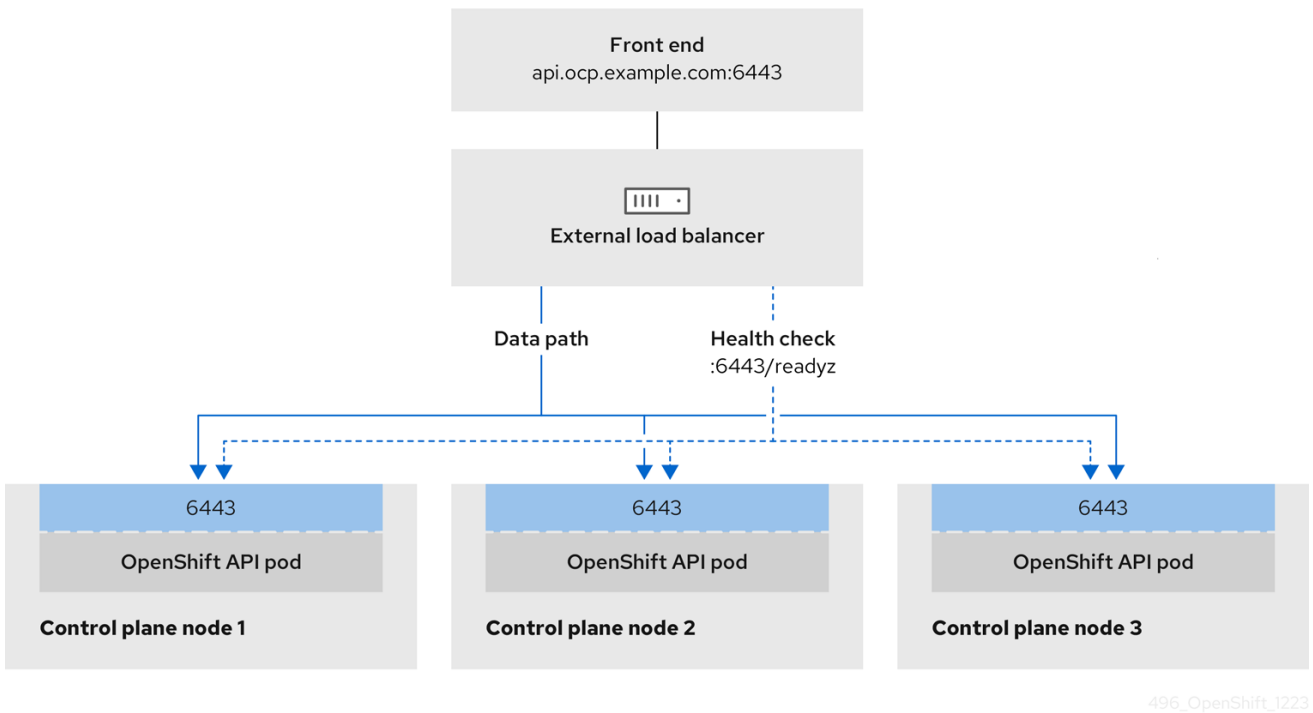 Front end
api.ocp.example.com:6443
External load balancer
Data path
Health check
:6443/readyz
6443
6443
6443
OpenShift API pod
OpenShift API pod
OpenShift API pod
Control plane node 1
Control plane node 2
Control plane node 3
496_OpenShift_1223